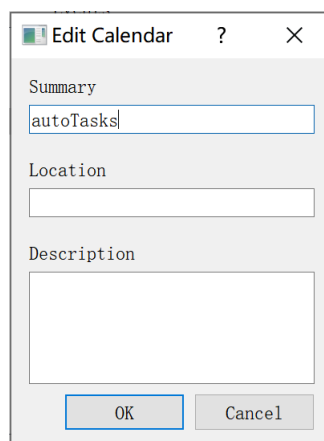 Edit Calendar ?
Summary
autoTasks
Location
Description
OK Cancel